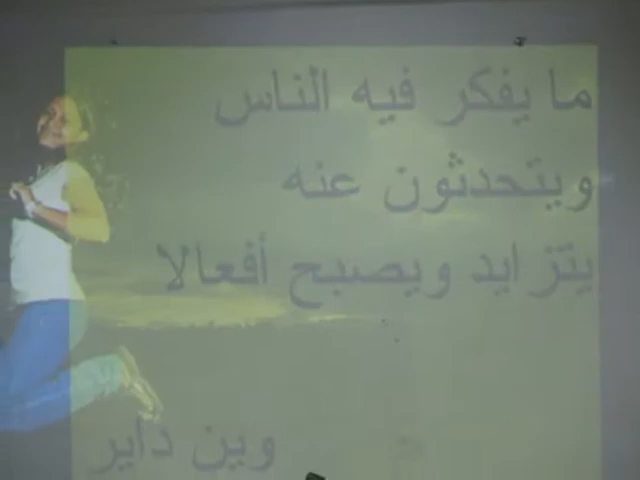 ما يفكر فيه الناس
ويتحدثون عنه
يتزايد ويصبح أفعالا
وين داير